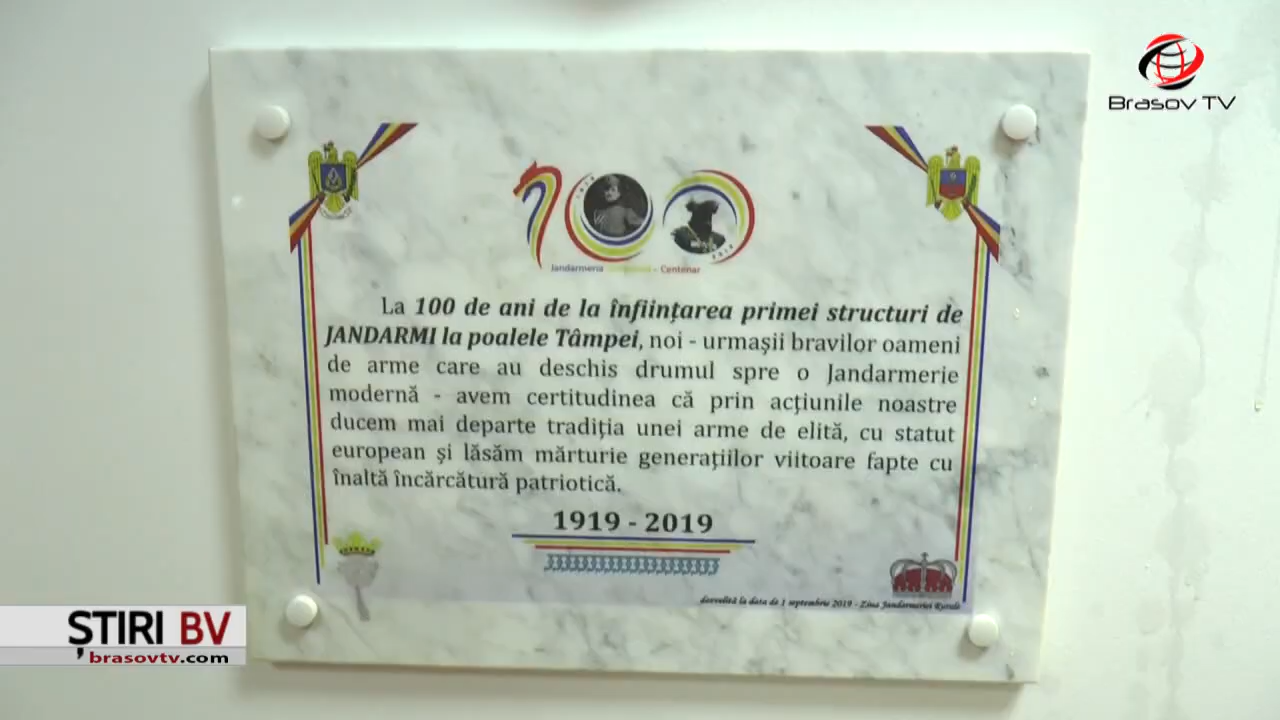 Brasov TV
Jandarmeria - Centenar
La 100 de ani de la înființarea primei structuri de
JANDARMI la poalele Tâmpei, noi - urmașii bravilor oameni
de arme care au deschis drumul spre o Jandarmerie
modernă - avem certitudinea că prin acțiunile noastre
ducem mai departe tradiția unei arme de elită, cu statut
european și lăsăm mărturie generațiilor viitoare fapte cu
înaltă încărcătură patriotică.
1919 - 2019
dezvelită la data de 1 septembrie 2019 - Ziua Jandarmeriei Rurale
ȘTIRI BV
brasovtv.com